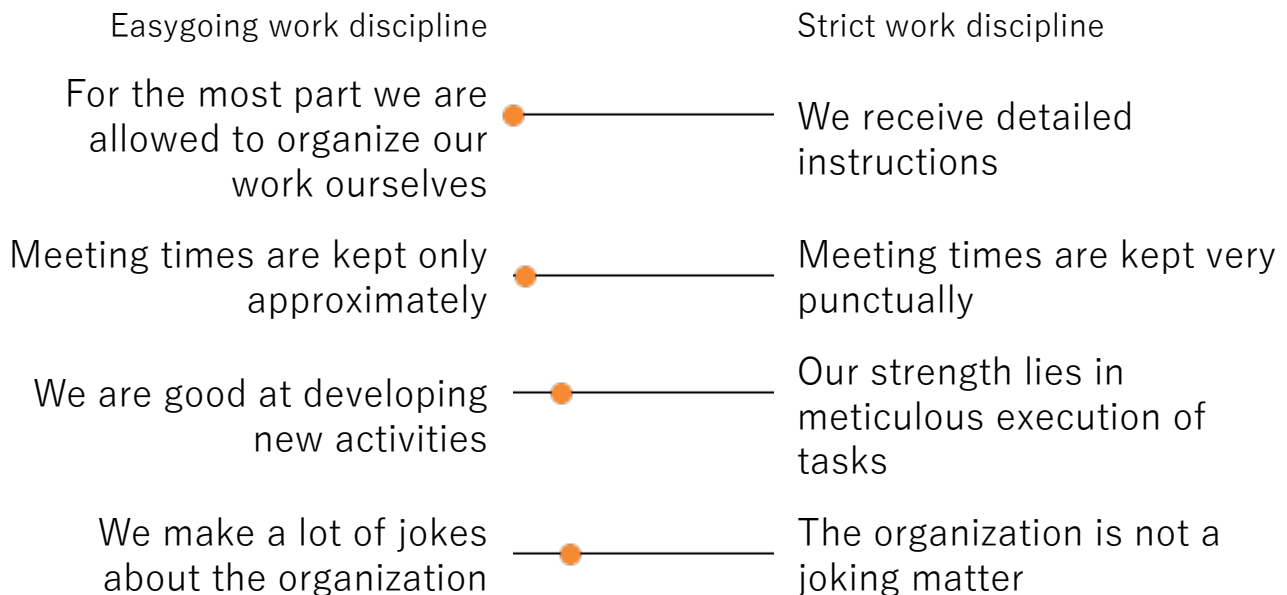 Easygoing work discipline
Strict work discipline
For the most part we are
allowed to organize our
work ourselves
We receive detailed
instructions
Meeting times are kept only
approximately
Meeting times are kept very
punctually
We are good at developing
new activities
Our strength lies in
meticulous execution of
tasks
We make a lot of jokes
about the organization
The organization is not a
joking matter